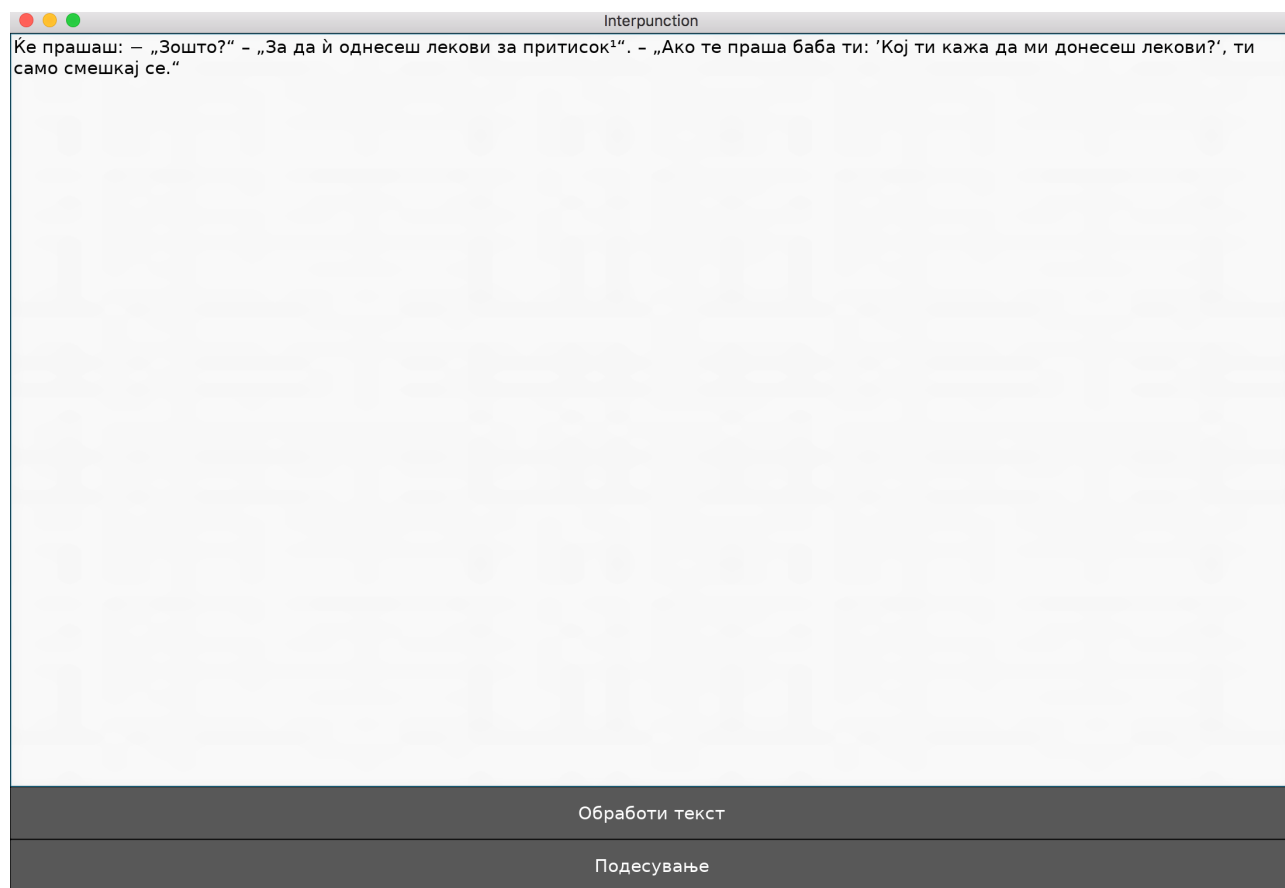 Interpunction
Ќе прашаш: — „Зошто?“ – „За да ѝ однесеш лекови за притисок¹“. – „Ако те праша баба ти: ’Кој ти кажа да ми донесеш лекови?‘, ти
само смешкај се.“
Обработи текст
Подесување